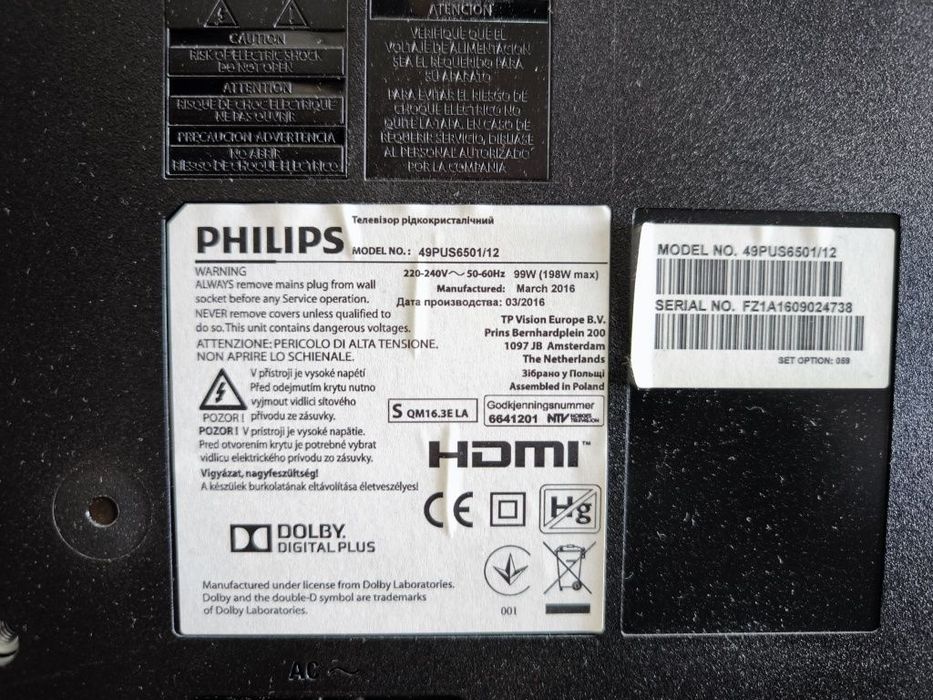 CAUTION
RISK OF ELECTRIC SHOCK
DO NOT OPEN
ATTENTION
RISQUE DE CHOC ELECTRIQUE
NE PAS OUVRIR
PRECAUCION ADVERTENCIA
NO ABRIR
RIESGO DE CHOQUE ELECTRICO
ATENCION
VERIFIQUE QUE EL
VOLTAJE DE ALIMENTACION
SEA EL REQUERIDO PARA
SU APARATO
PARA EVITAR EL RIESGO DE
CHOQUE ELECTRICO NO
QUITE LA TAPA. EN CASO DE
REQUERIR SERVICIO, DIRIJASE
AL PERSONAL AUTORIZADO
POR LA COMPANIA
Телевізор рідкокристалічний
PHILIPS MODEL NO.: 49PUS6501/12
WARNING
ALWAYS remove mains plug from wall
socket before any Service operation.
NEVER remove covers unless qualified to
do so. This unit contains dangerous voltages.
ATTENZIONE: PERICOLO DI ALTA TENSIONE.
NON APRIRE LO SCHIENALE.
V přístroji je vysoké napětí
Před odejmutím krytu nutno
vyjmout vidlici síťového
POZOR! přívodu ze zásuvky.
POZOR! V prístroji je vysoké napätie.
Pred otvorením krytu je potrebné vybrat
vidlicu elektrického prívodu zo zásuvky.
Vigyázat, nagyfeszültség!
A készülek burkolatának eltávolítása életveszélyes!
220-240V~ 50-60Hz 99W (198W max)
Manufactured: March 2016
Дата производства: 03/2016
TP Vision Europe B.V.
Prins Bernhardplein 200
1097 JB Amsterdam
The Netherlands
Зібрано у Польщі
Assembled in Poland
S QM16.3E LA
Godkjenningsnummer
6641201 NTV
HDMI™
CE
Hg
DOLBY
DIGITAL PLUS
001
Manufactured under license from Dolby Laboratories.
Dolby and the double-D symbol are trademarks
of Dolby Laboratories.
MODEL NO. 49PUS6501/12
SERIAL NO. FZ1A1609024738
SET OPTION: 059
AC ~